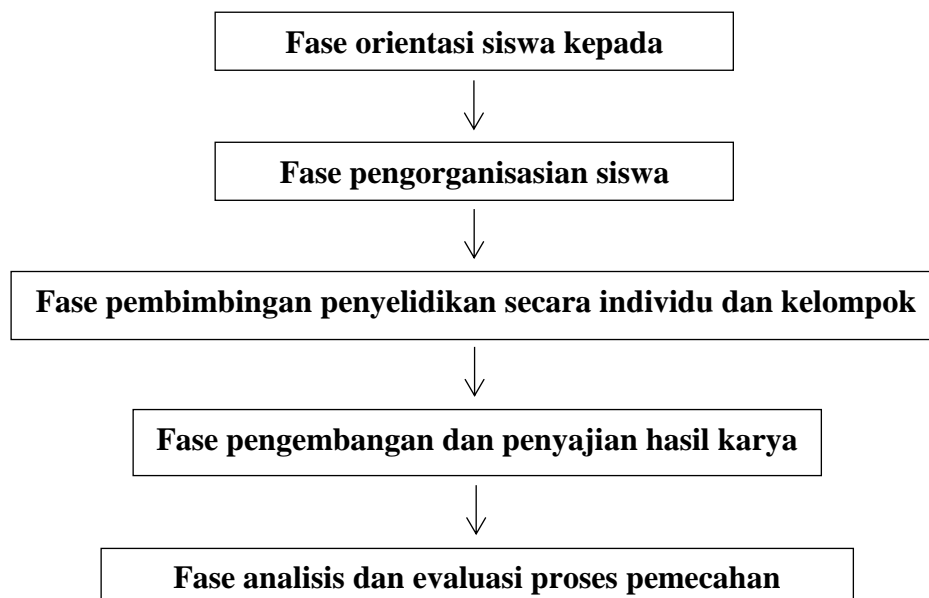 Fase orientasi siswa kepada
Fase pengorganisasian siswa
Fase pembimbingan penyelidikan secara individu dan kelompok
Fase pengembangan dan penyajian hasil karya
Fase analisis dan evaluasi proses pemecahan